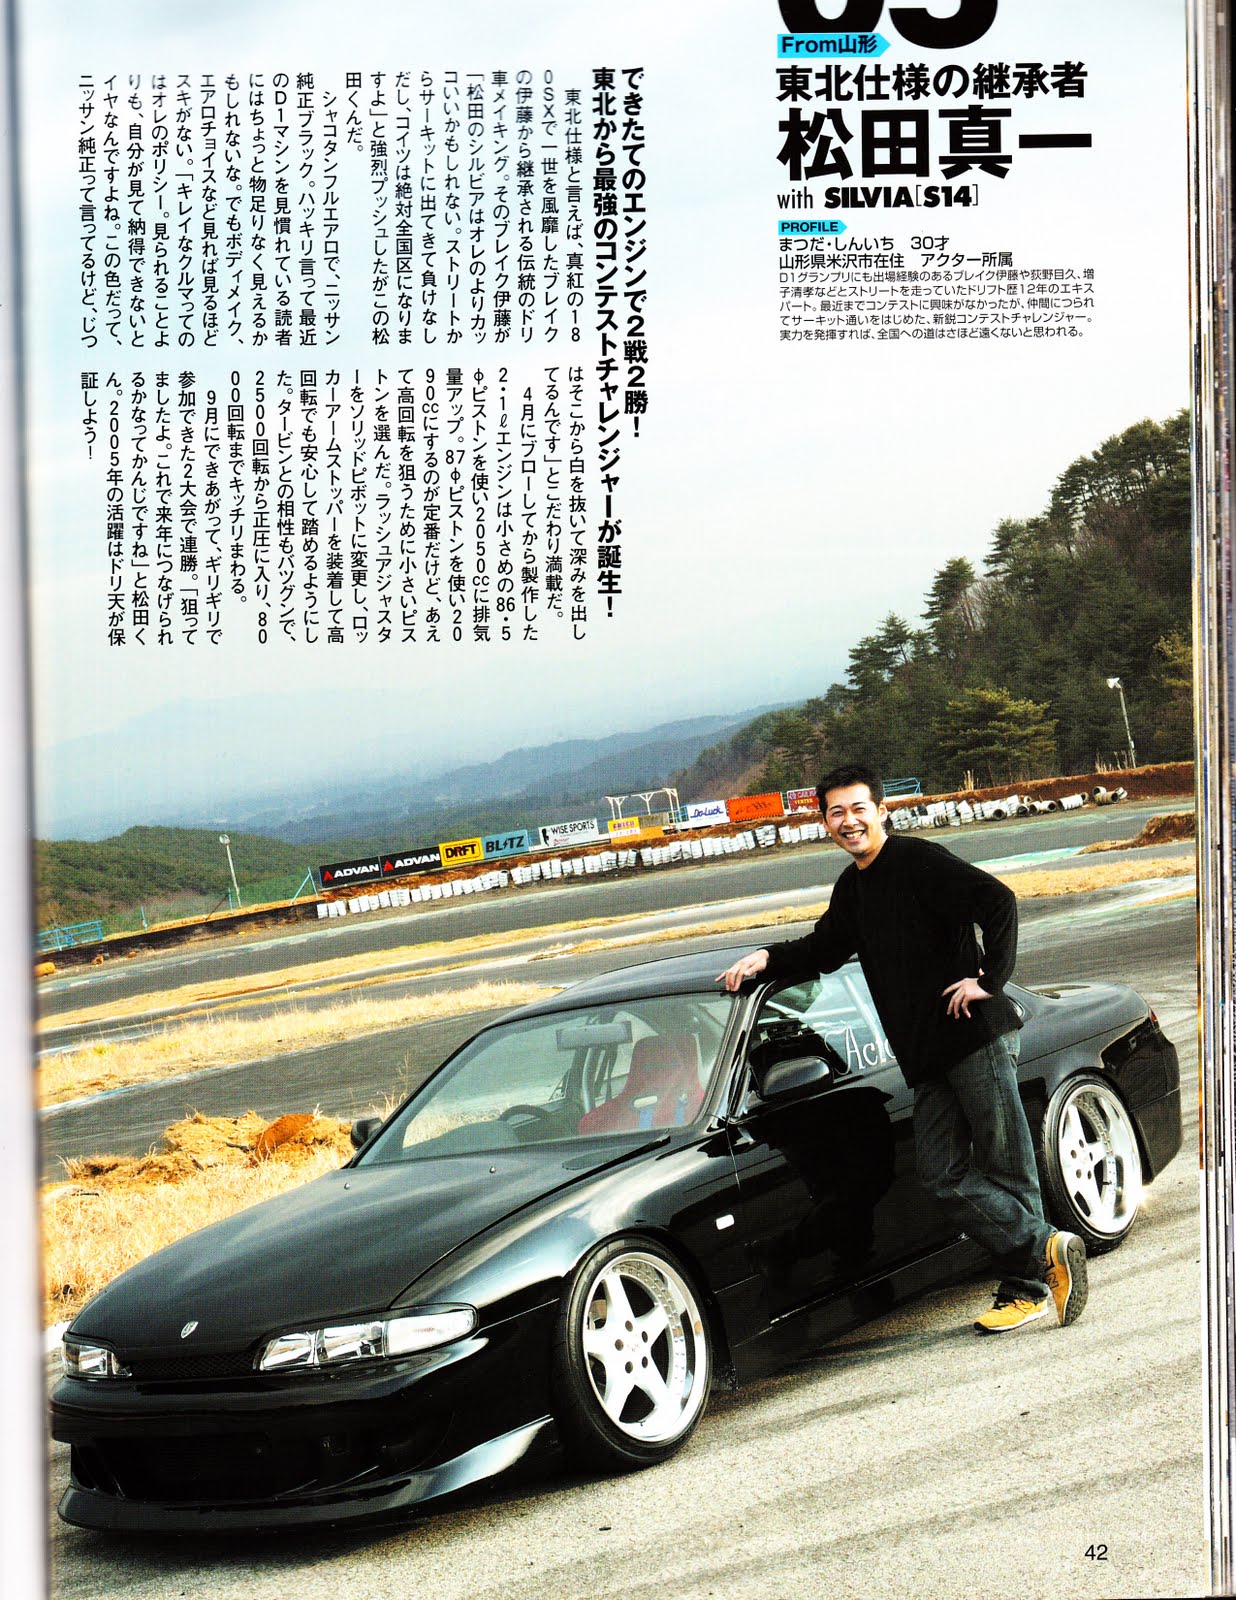 05
From山形
東北仕様の継承者
松田真一
with SILVIA[S14]
PROFILE
まつだ・しんいち 30才
山形県米沢市在住 アクター所属
D1グランプリにも出場経験のあるブレイク伊藤や荻野目久、増
子清孝などとストリートを走っていたドリフト歴12年のエキス
パート。最近までコンテストに興味がなかったが、仲間につられ
てサーキット通いをはじめた、新鋭コンテストチャレンジャー。
実力を発揮すれば、全国への道はさほど遠くないと思われる。
できたてのエンジンで2戦2勝!
東北から最強のコンテストチャレンジャーが誕生!
東北仕様と言えば、真紅の18
0SXで一世を風靡したブレイク
の伊藤から継承される伝統のドリ
車メイキング。そのブレイク伊藤が
「松田のシルビアはオレのよりカッ
コいいかもしれない。ストリートか
らサーキットに出てきて負けなし
だし、コイツは絶対全国区になりま
すよ」と強烈プッシュしたがこの松
田くんだ。
シャコタンフルエアロで、ニッサン
純正ブラック。ハッキリ言って最近
のD1マシンを見慣れている読者
にはちょっと物足りなく見えるか
もしれないな。でもボディメイク、
エアロチョイスなど見れば見るほど
スキがない。「キレイなクルマっての
はオレのポリシー。見られることよ
りも、自分が見て納得できないと
イヤなんですよね。この色だって、
ニッサン純正って言ってるけど、じつ
はそこから白を抜いて深みを出し
てるんです」とこだわり満載だ。
4月にブローしてから製作した
2・1ℓエンジンは小さめの86・5
φピストンを使い2050ccに排気
量アップ。87φピストンを使い20
90ccにするのが定番だけど、あえ
て高回転を狙うために小さいピス
トンを選んだ。ラッシュアジャスタ
ーをソリッドピボットに変更し、ロッ
カーアームストッパーを装着して高
回転でも安心して踏めるようにし
た。タービンとの相性もバツグンで、
2500回転から正圧に入り、80
00回転までキッチリまわる。
9月にできあがって、ギリギリで
参加できた2大会で連勝。「狙って
ましたよ。これで来年につなげられ
るかなってかんじですね」と松田く
ん。2005年の活躍はドリ天が保
証しよう!
ADVAN
ADVAN
DRFT
BLITZ
WISE SPORTS
Do-Luck
42